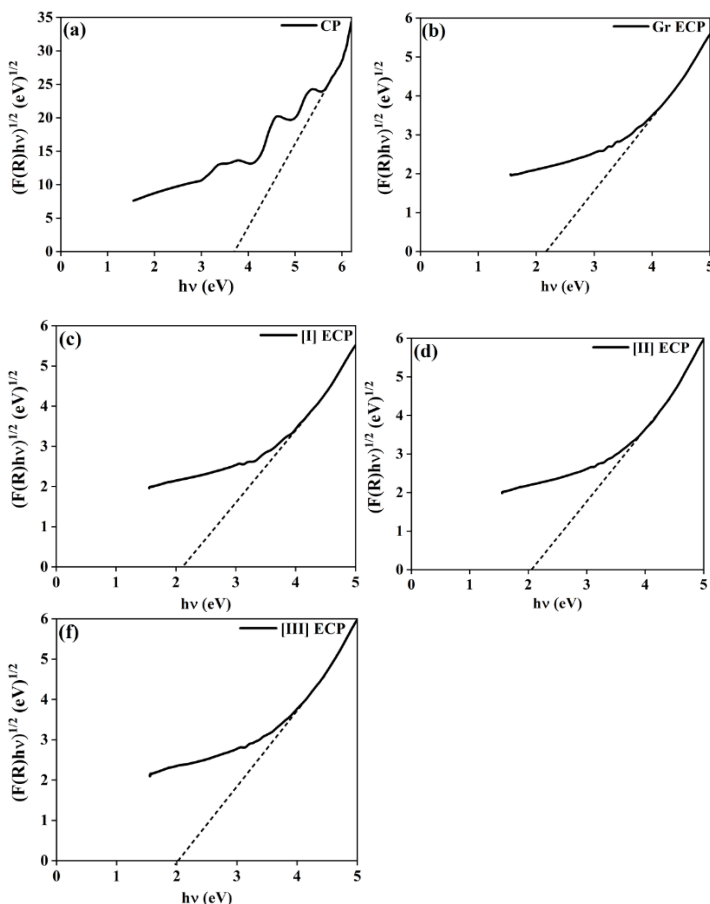 (a)
CP
35
30
25
20
15
10
5
0
(F(R)hν)^1/2 (eV)^1/2
0 1 2 3 4 5 6
hν (eV)
(b)
Gr ECP
6
5
4
3
2
1
0
(F(R)hν)^1/2 (eV)^1/2
0 1 2 3 4 5
hν (eV)
(c)
[I] ECP
6
5
4
3
2
1
0
(F(R)hν)^1/2 (eV)^1/2
0 1 2 3 4 5
hν (eV)
(d)
[II] ECP
6
5
4
3
2
1
0
(F(R)hν)^1/2 (eV)^1/2
0 1 2 3 4 5
hν (eV)
(f)
[III] ECP
6
5
4
3
2
1
0
(F(R)hν)^1/2 (eV)^1/2
0 1 2 3 4 5
hν (eV)